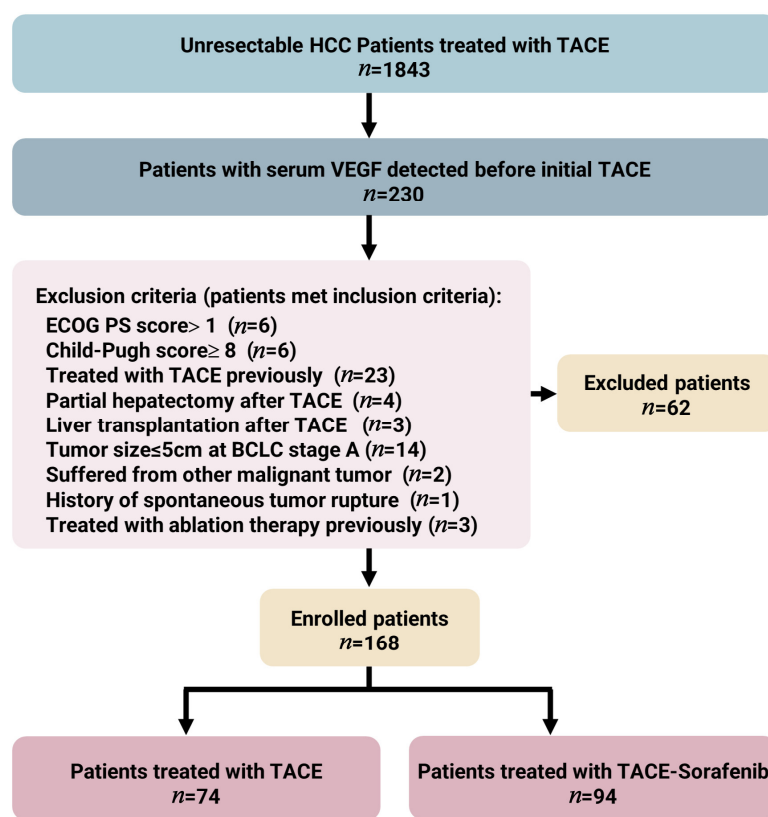 Unresectable HCC Patients treated with TACE
n=1843
Patients with serum VEGF detected before initial TACE
n=230
Exclusion criteria (patients met inclusion criteria):
ECOG PS score> 1 (n=6)
Child-Pugh score≥ 8 (n=6)
Treated with TACE previously (n=23)
Partial hepatectomy after TACE (n=4)
Liver transplantation after TACE (n=3)
Tumor size≤5cm at BCLC stage A (n=14)
Suffered from other malignant tumor (n=2)
History of spontaneous tumor rupture (n=1)
Treated with ablation therapy previously (n=3)
Excluded patients
n=62
Enrolled patients
n=168
Patients treated with TACE
n=74
Patients treated with TACE-Sorafenib
n=94